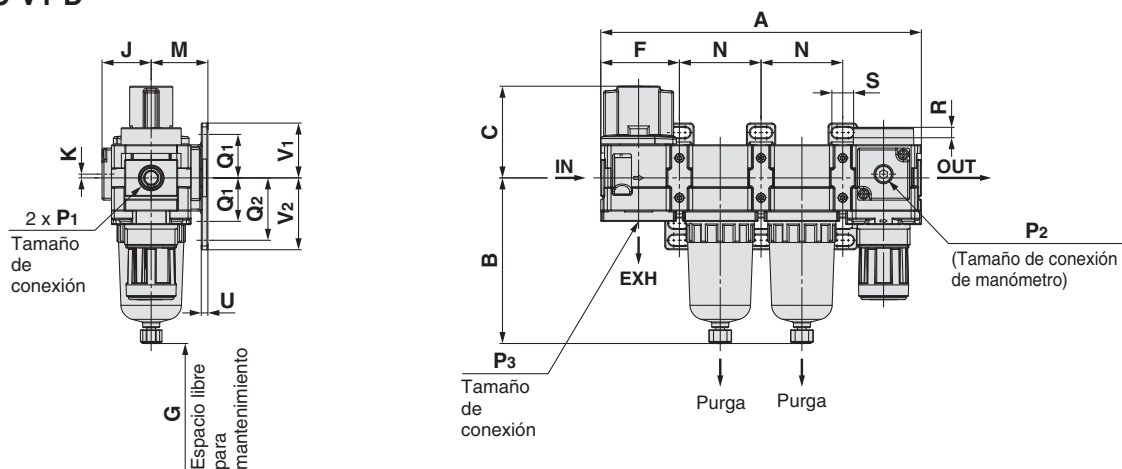 J
M
K
Q1
V1
Q1
Q2
V2
2 x P1
Tamaño
de
conexión
U
G
Espacio libre
para
mantenimiento
A
F
N
N
S
R
C
IN
OUT
B
EXH
P2
(Tamaño de conexión
de manómetro)
P3
Tamaño
de
conexión
Purga
Purga